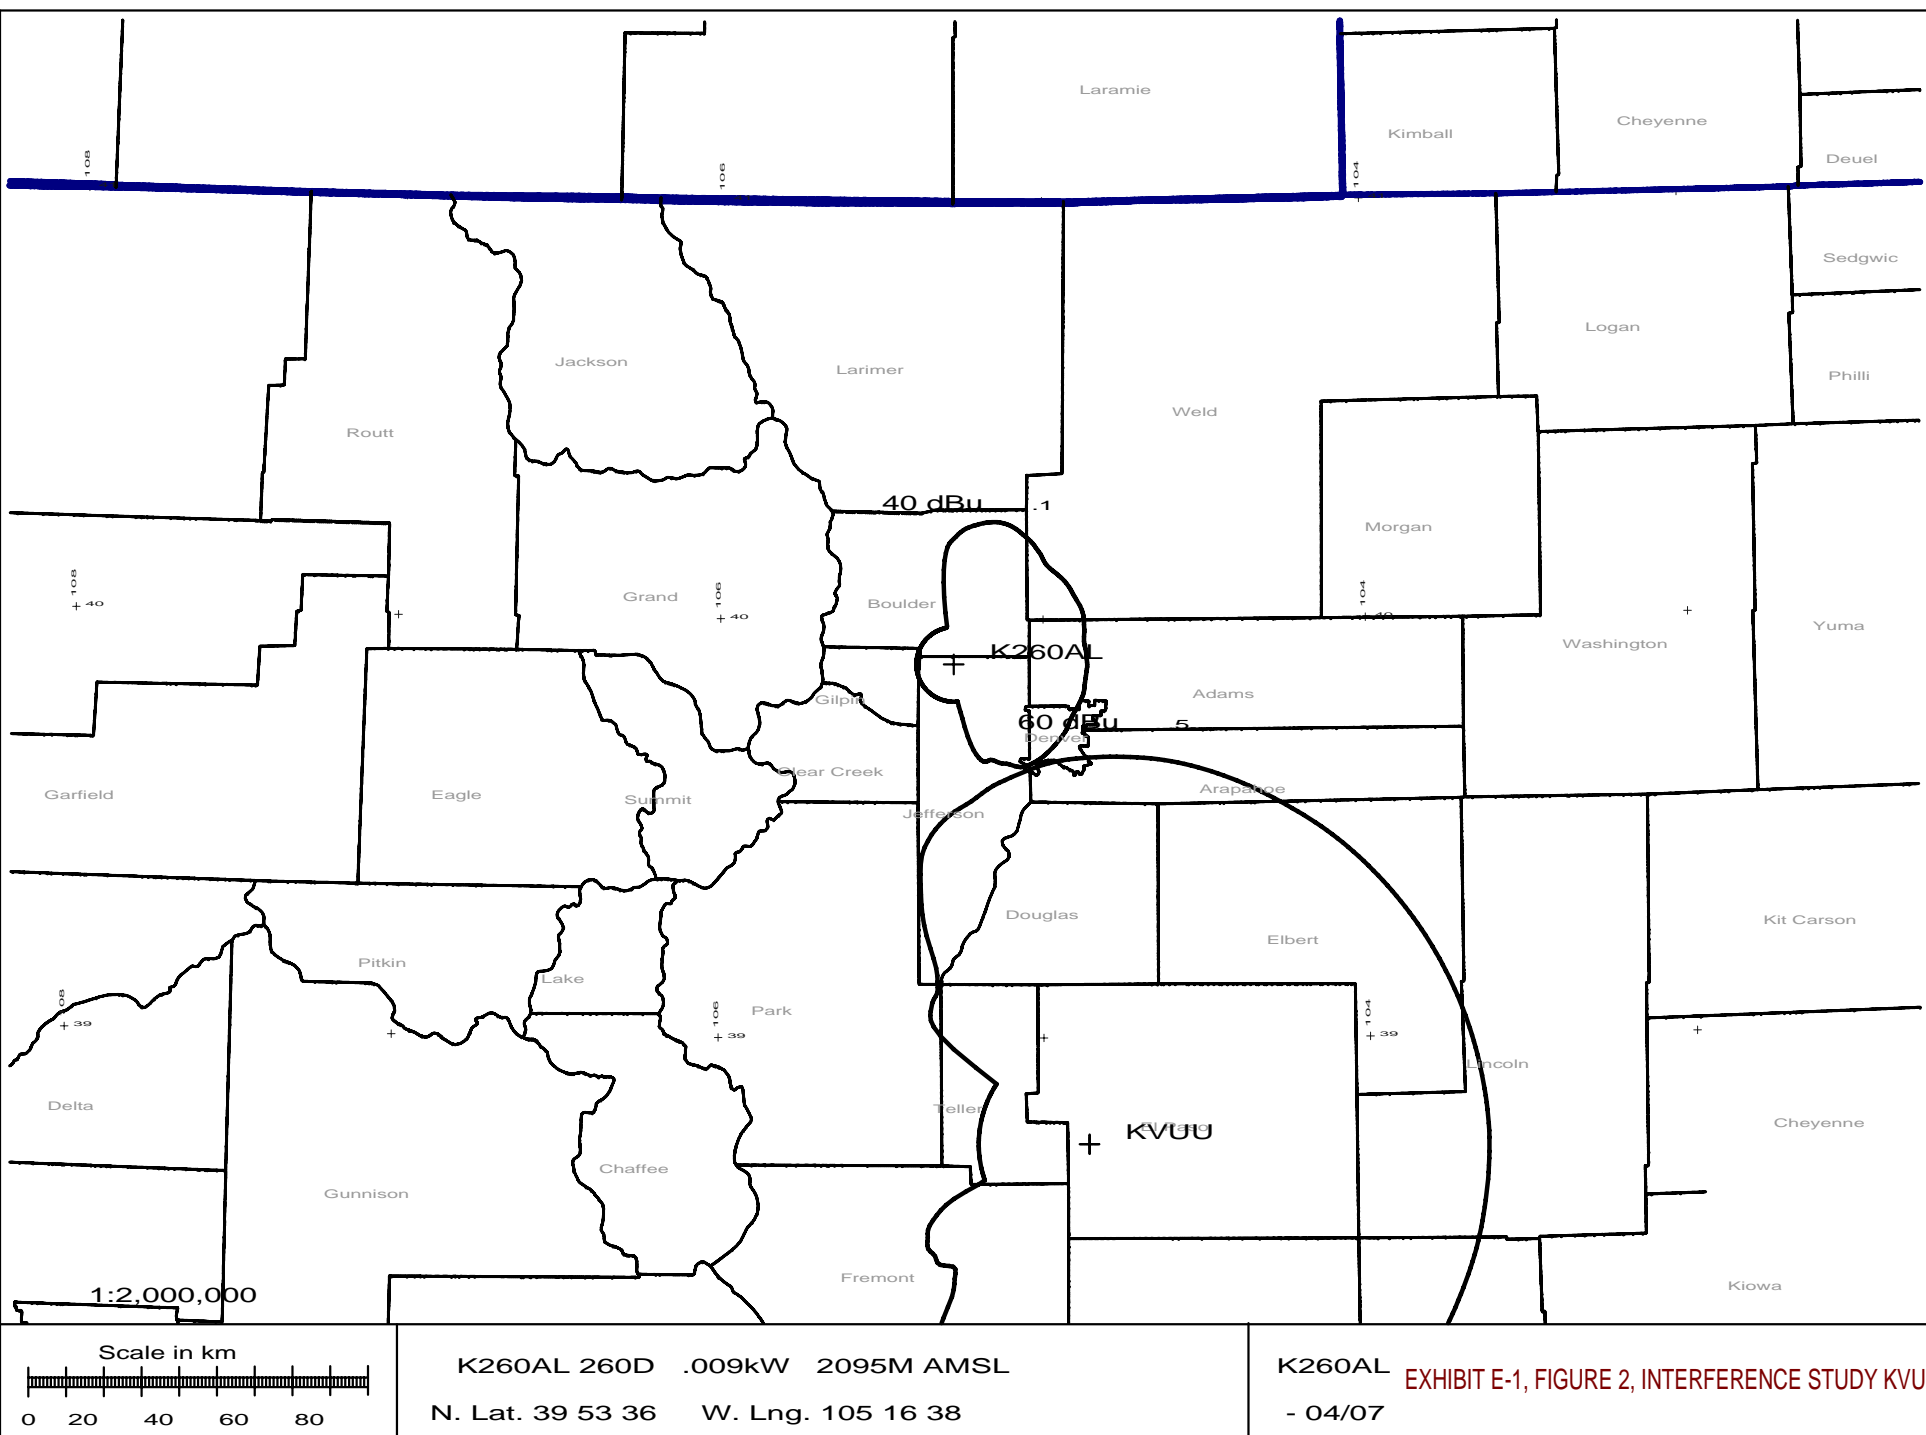 Laramie
Kimball
Cheyenne
Deuel
108
106
104
Sedgwic
Logan
Philli
Jackson
Larimer
Weld
Routt
40 dBu .1
Morgan
108
40
106
40
104
40
Grand
Boulder
Washington
Yuma
K260AL
Adams
Gilpin
60 dBu 5
Denver
Clear Creek
Garfield
Eagle
Summit
Arapahoe
Jefferson
Douglas
Elbert
Kit Carson
Pitkin
Lake
Park
08
39
106
39
104
39
Lincoln
Delta
Teller
KVUU
El Paso
Cheyenne
Chaffee
Gunnison
Fremont
Kiowa
1:2,000,000
Scale in km
0 20 40 60 80
K260AL 260D .009kW 2095M AMSL
N. Lat. 39 53 36 W. Lng. 105 16 38
K260AL
- 04/07
EXHIBIT E-1, FIGURE 2, INTERFERENCE STUDY KVU